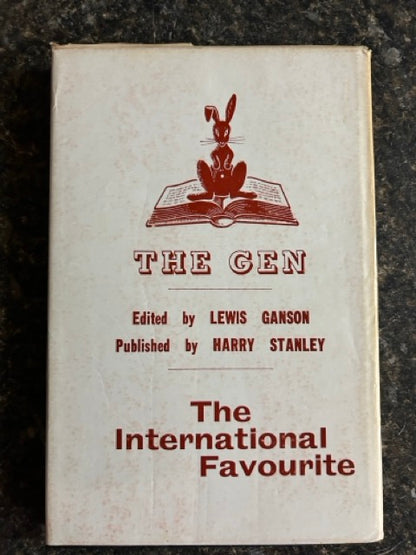 THE GEN
Edited by LEWIS GANSON
Published by HARRY STANLEY
The
International
Favourite